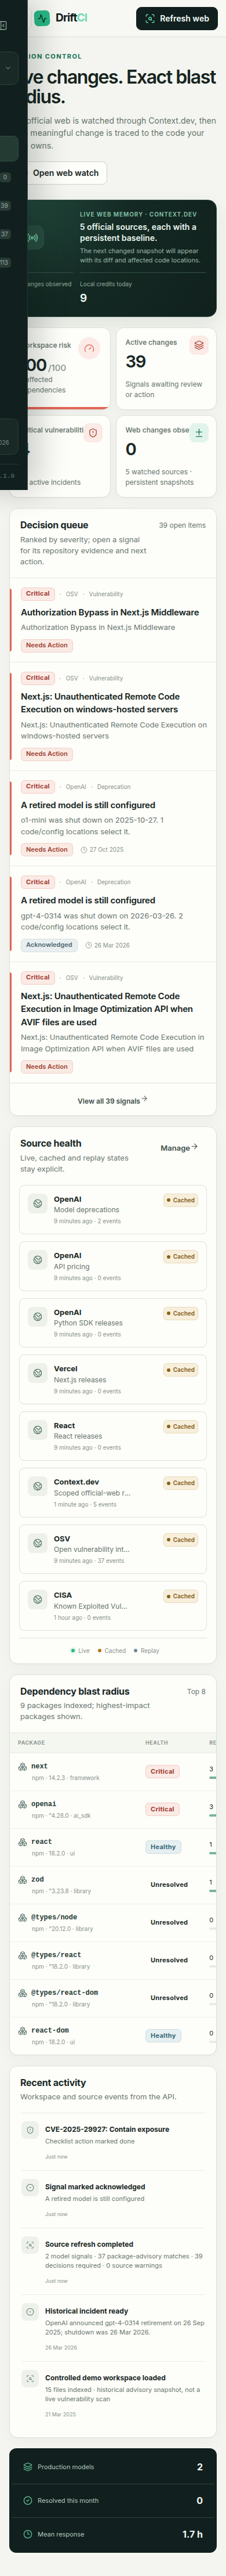 DriftCI
Refresh web
ION CONTROL
ve changes. Exact blast
dius.
official web is watched through Context.dev, then
meaningful change is traced to the code your
owns.
Open web watch
LIVE WEB MEMORY · CONTEXT.DEV
5 official sources, each with a
persistent baseline.
The next changed snapshot will appear
with its diff and affected code locations.
anges observed
Local credits today
9
0
39
37
113
026
.1.0
rkspace risk
00 /100
ffected
pendencies
Active changes
39
Signals awaiting review
or action
tical vulnerabiliti
active incidents
Web changes obse
0
5 watched sources ·
persistent snapshots
Decision queue
39 open items
Ranked by severity; open a signal
for its repository evidence and next
action.
Critical · OSV · Vulnerability
Authorization Bypass in Next.js Middleware
Authorization Bypass in Next.js Middleware
Needs Action
Critical · OSV · Vulnerability
Next.js: Unauthenticated Remote Code
Execution on windows-hosted servers
Next.js: Unauthenticated Remote Code Execution on
windows-hosted servers
Needs Action
Critical · OpenAI · Deprecation
A retired model is still configured
o1-mini was shut down on 2025-10-27. 1
code/config locations select it.
Needs Action
27 Oct 2025
Critical · OpenAI · Deprecation
A retired model is still configured
gpt-4-0314 was shut down on 2026-03-26. 2
code/config locations select it.
Acknowledged
26 Mar 2026
Critical · OSV · Vulnerability
Next.js: Unauthenticated Remote Code
Execution in Image Optimization API when
AVIF files are used
Next.js: Unauthenticated Remote Code Execution in
Image Optimization API when AVIF files are used
Needs Action
View all 39 signals
Source health
Manage
Live, cached and replay states
stay explicit.
OpenAI
Cached
Model deprecations
9 minutes ago · 2 events
OpenAI
Cached
API pricing
9 minutes ago · 0 events
OpenAI
Cached
Python SDK releases
9 minutes ago · 0 events
Vercel
Cached
Next.js releases
9 minutes ago · 0 events
React
Cached
React releases
9 minutes ago · 0 events
Context.dev
Cached
Scoped official-web r...
1 minute ago · 5 events
OSV
Cached
Open vulnerability int...
9 minutes ago · 37 events
CISA
Cached
Known Exploited Vul...
1 hour ago · 0 events
Live
Cached
Replay
Dependency blast radius
Top 8
9 packages indexed; highest-impact
packages shown.
PACKAGE
HEALTH
RE
next
npm · 14.2.3 · framework
Critical
3
openai
npm · ^4.28.0 · ai_sdk
Critical
3
react
npm · 18.2.0 · ui
Healthy
1
zod
npm · ^3.23.8 · library
Unresolved
1
@types/node
npm · ^20.12.0 · library
Unresolved
0
@types/react
npm · ^18.2.0 · library
Unresolved
0
@types/react-dom
npm · ^18.2.0 · library
Unresolved
0
react-dom
npm · 18.2.0 · ui
Healthy
0
Recent activity
Workspace and source events from the API.
CVE-2025-29927: Contain exposure
Checklist action marked done
Just now
Signal marked acknowledged
A retired model is still configured
Just now
Source refresh completed
2 model signals · 37 package-advisory matches · 39
decisions required · 0 source warnings
Just now
Historical incident ready
OpenAI announced gpt-4-0314 retirement on 26 Sep
2025; shutdown was 26 Mar 2026.
26 Mar 2026
Controlled demo workspace loaded
15 files indexed · historical advisory snapshot, not a
live vulnerability scan
21 Mar 2025
Production models
2
Resolved this month
0
Mean response
1.7 h